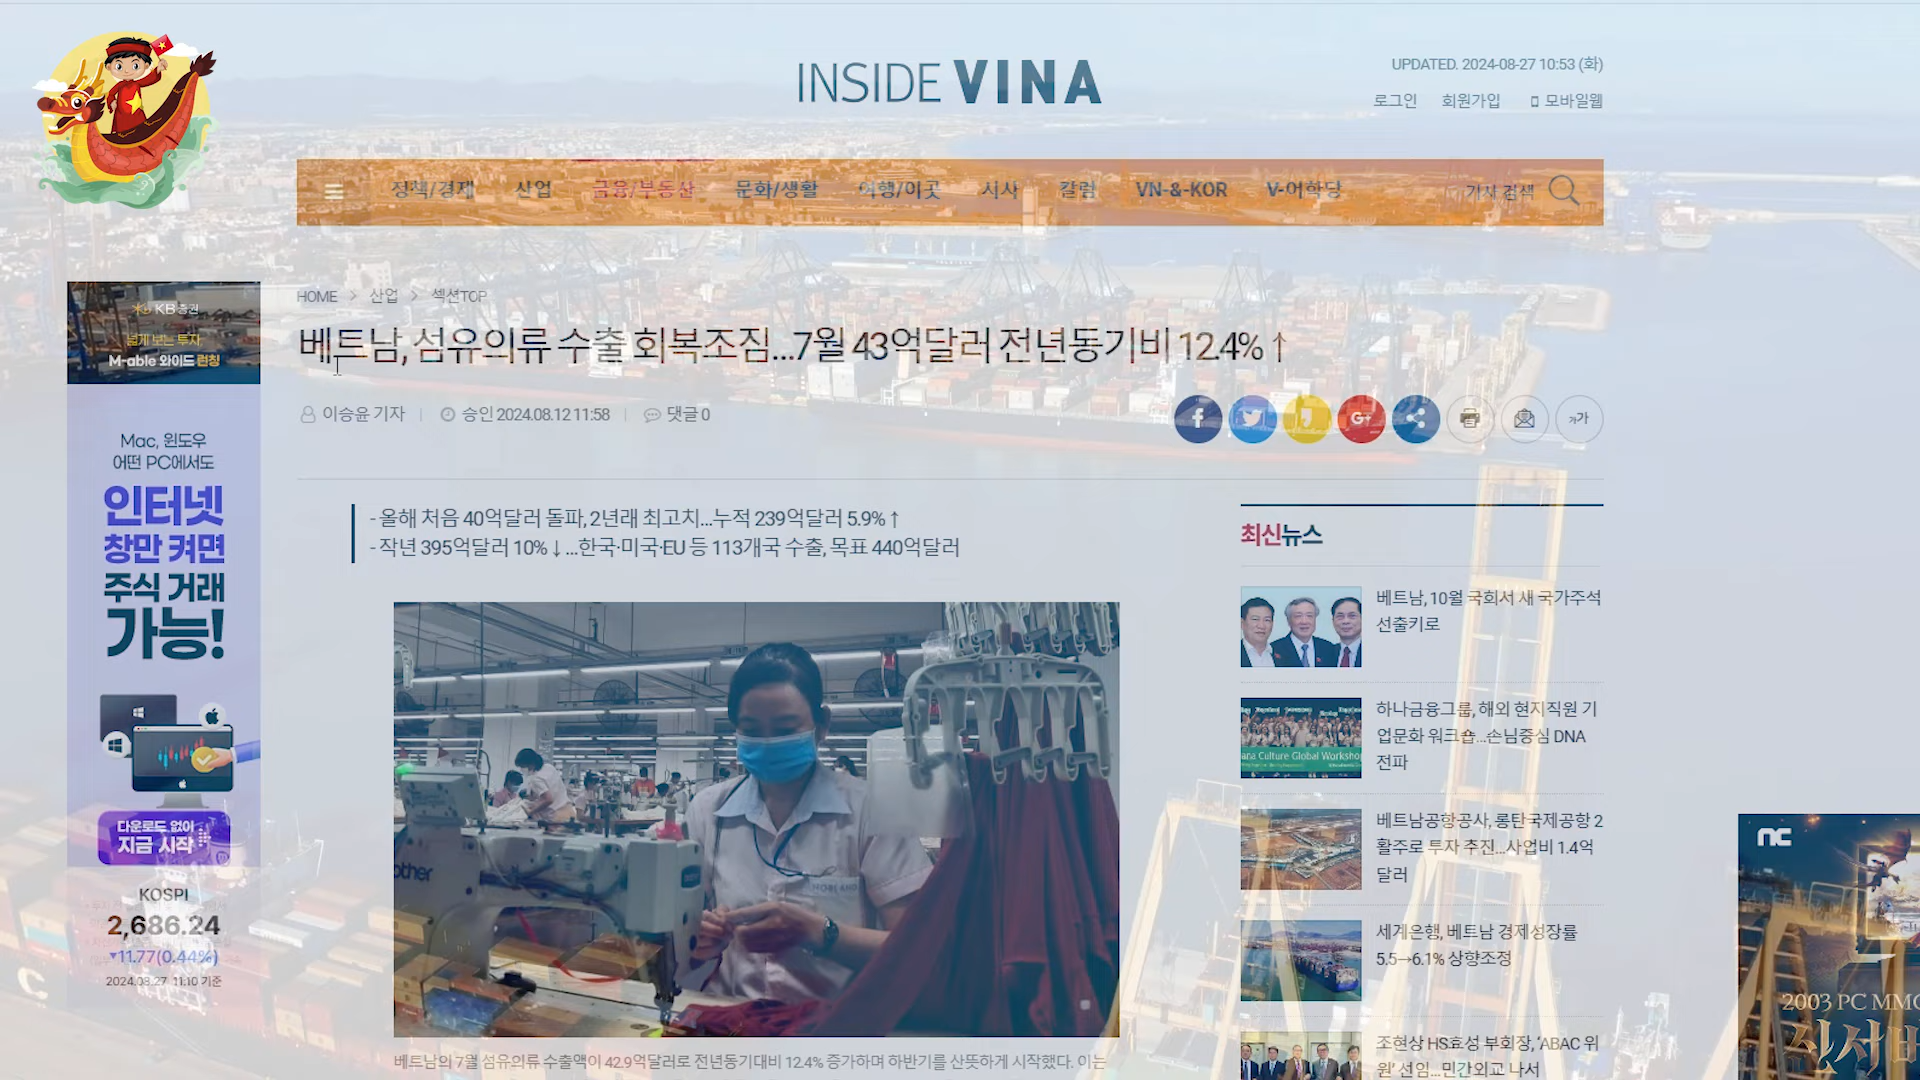 INSIDE VINA
UPDATED. 2024-08-27 10:53 (화)
로그인 회원가입 모바일웹
정책/경제 산업 금융/부동산 문화/생활 여행/이곳 시사 칼럼 VN-&-KOR V-어학당 기사 검색
KB증권
넓게 보는 투자
M-able 와이드 런칭
Mac, 윈도우
어떤 PC에서도
인터넷
창만 켜면
주식 거래
가능!
다운로드 없이
지금 시작
KOSPI
2,686.24
▼11.77(0.44%)
2024.08.27 11:10 기준
HOME > 산업 > 섹션TOP
베트남, 섬유의류 수출 회복조짐…7월 43억달러 전년동기비 12.4%↑
이승윤 기자 | 승인 2024.08.12 11:58 | 댓글 0
G+
가가
- 올해 처음 40억달러 돌파, 2년래 최고치…누적 239억달러 5.9%↑
- 작년 395억달러 10%↓…한국·미국·EU 등 113개국 수출, 목표 440억달러
brother
베트남의 7월 섬유의류 수출액이 42.9억달러로 전년동기대비 12.4% 증가하며 하반기를 산뜻하게 시작했다. 이는
최신뉴스
베트남, 10월 국회서 새 국가주석
선출키로
하나금융그룹, 해외 현지직원 기
업문화 워크숍…손님중심 DNA
전파
ana Culture Global Workshop
베트남공항공사, 롱탄국제공항 2
활주로 투자 추진…사업비 1.4억
달러
세계은행, 베트남 경제성장률
5.5→6.1% 상향조정
조현상 HS효성 부회장, 'ABAC 위
원' 선임…민간외교 나서
nc
2003 PC MMO